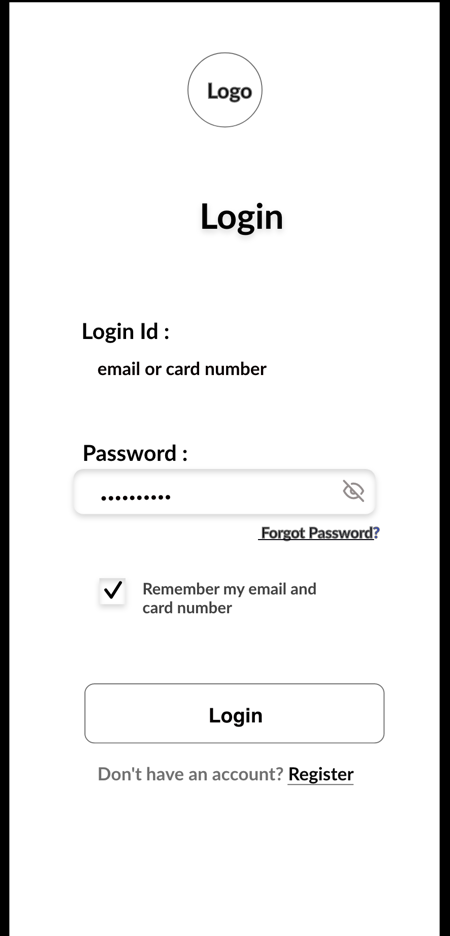 Logo
Login
Login Id :
email or card number
Password :
••••••••••
Forgot Password?
Remember my email and
card number
Login
Don't have an account? Register